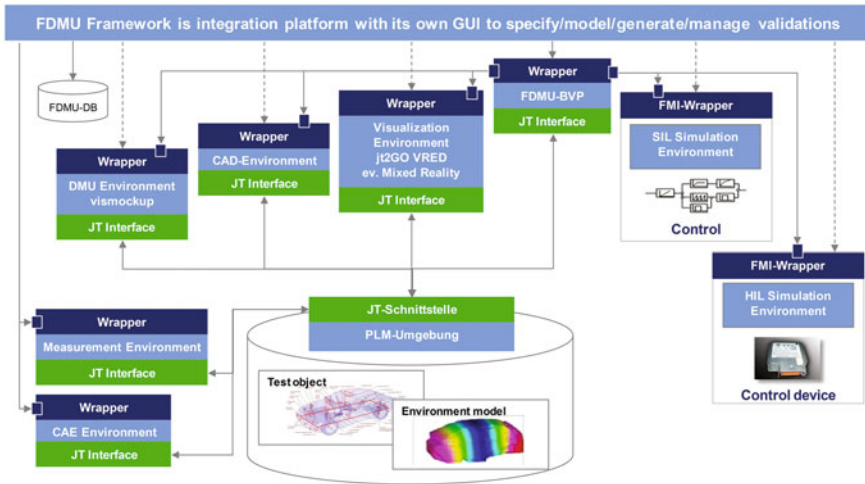 FDMU Framework is integration platform with its own GUI to specify/model/generate/manage validations
FDMU-DB
Wrapper
DMU Environment
vismockup
JT Interface
Wrapper
CAD-Environment
JT Interface
Wrapper
Visualization
Environment
jt2GO VRED
ev. Mixed Reality
JT Interface
Wrapper
FDMU-BVP
JT Interface
FMI-Wrapper
SIL Simulation
Environment
Control
FMI-Wrapper
HIL Simulation
Environment
Control device
Wrapper
Measurement Environment
JT Interface
Wrapper
CAE Environment
JT Interface
JT-Schnittstelle
PLM-Umgebung
Test object
Environment model